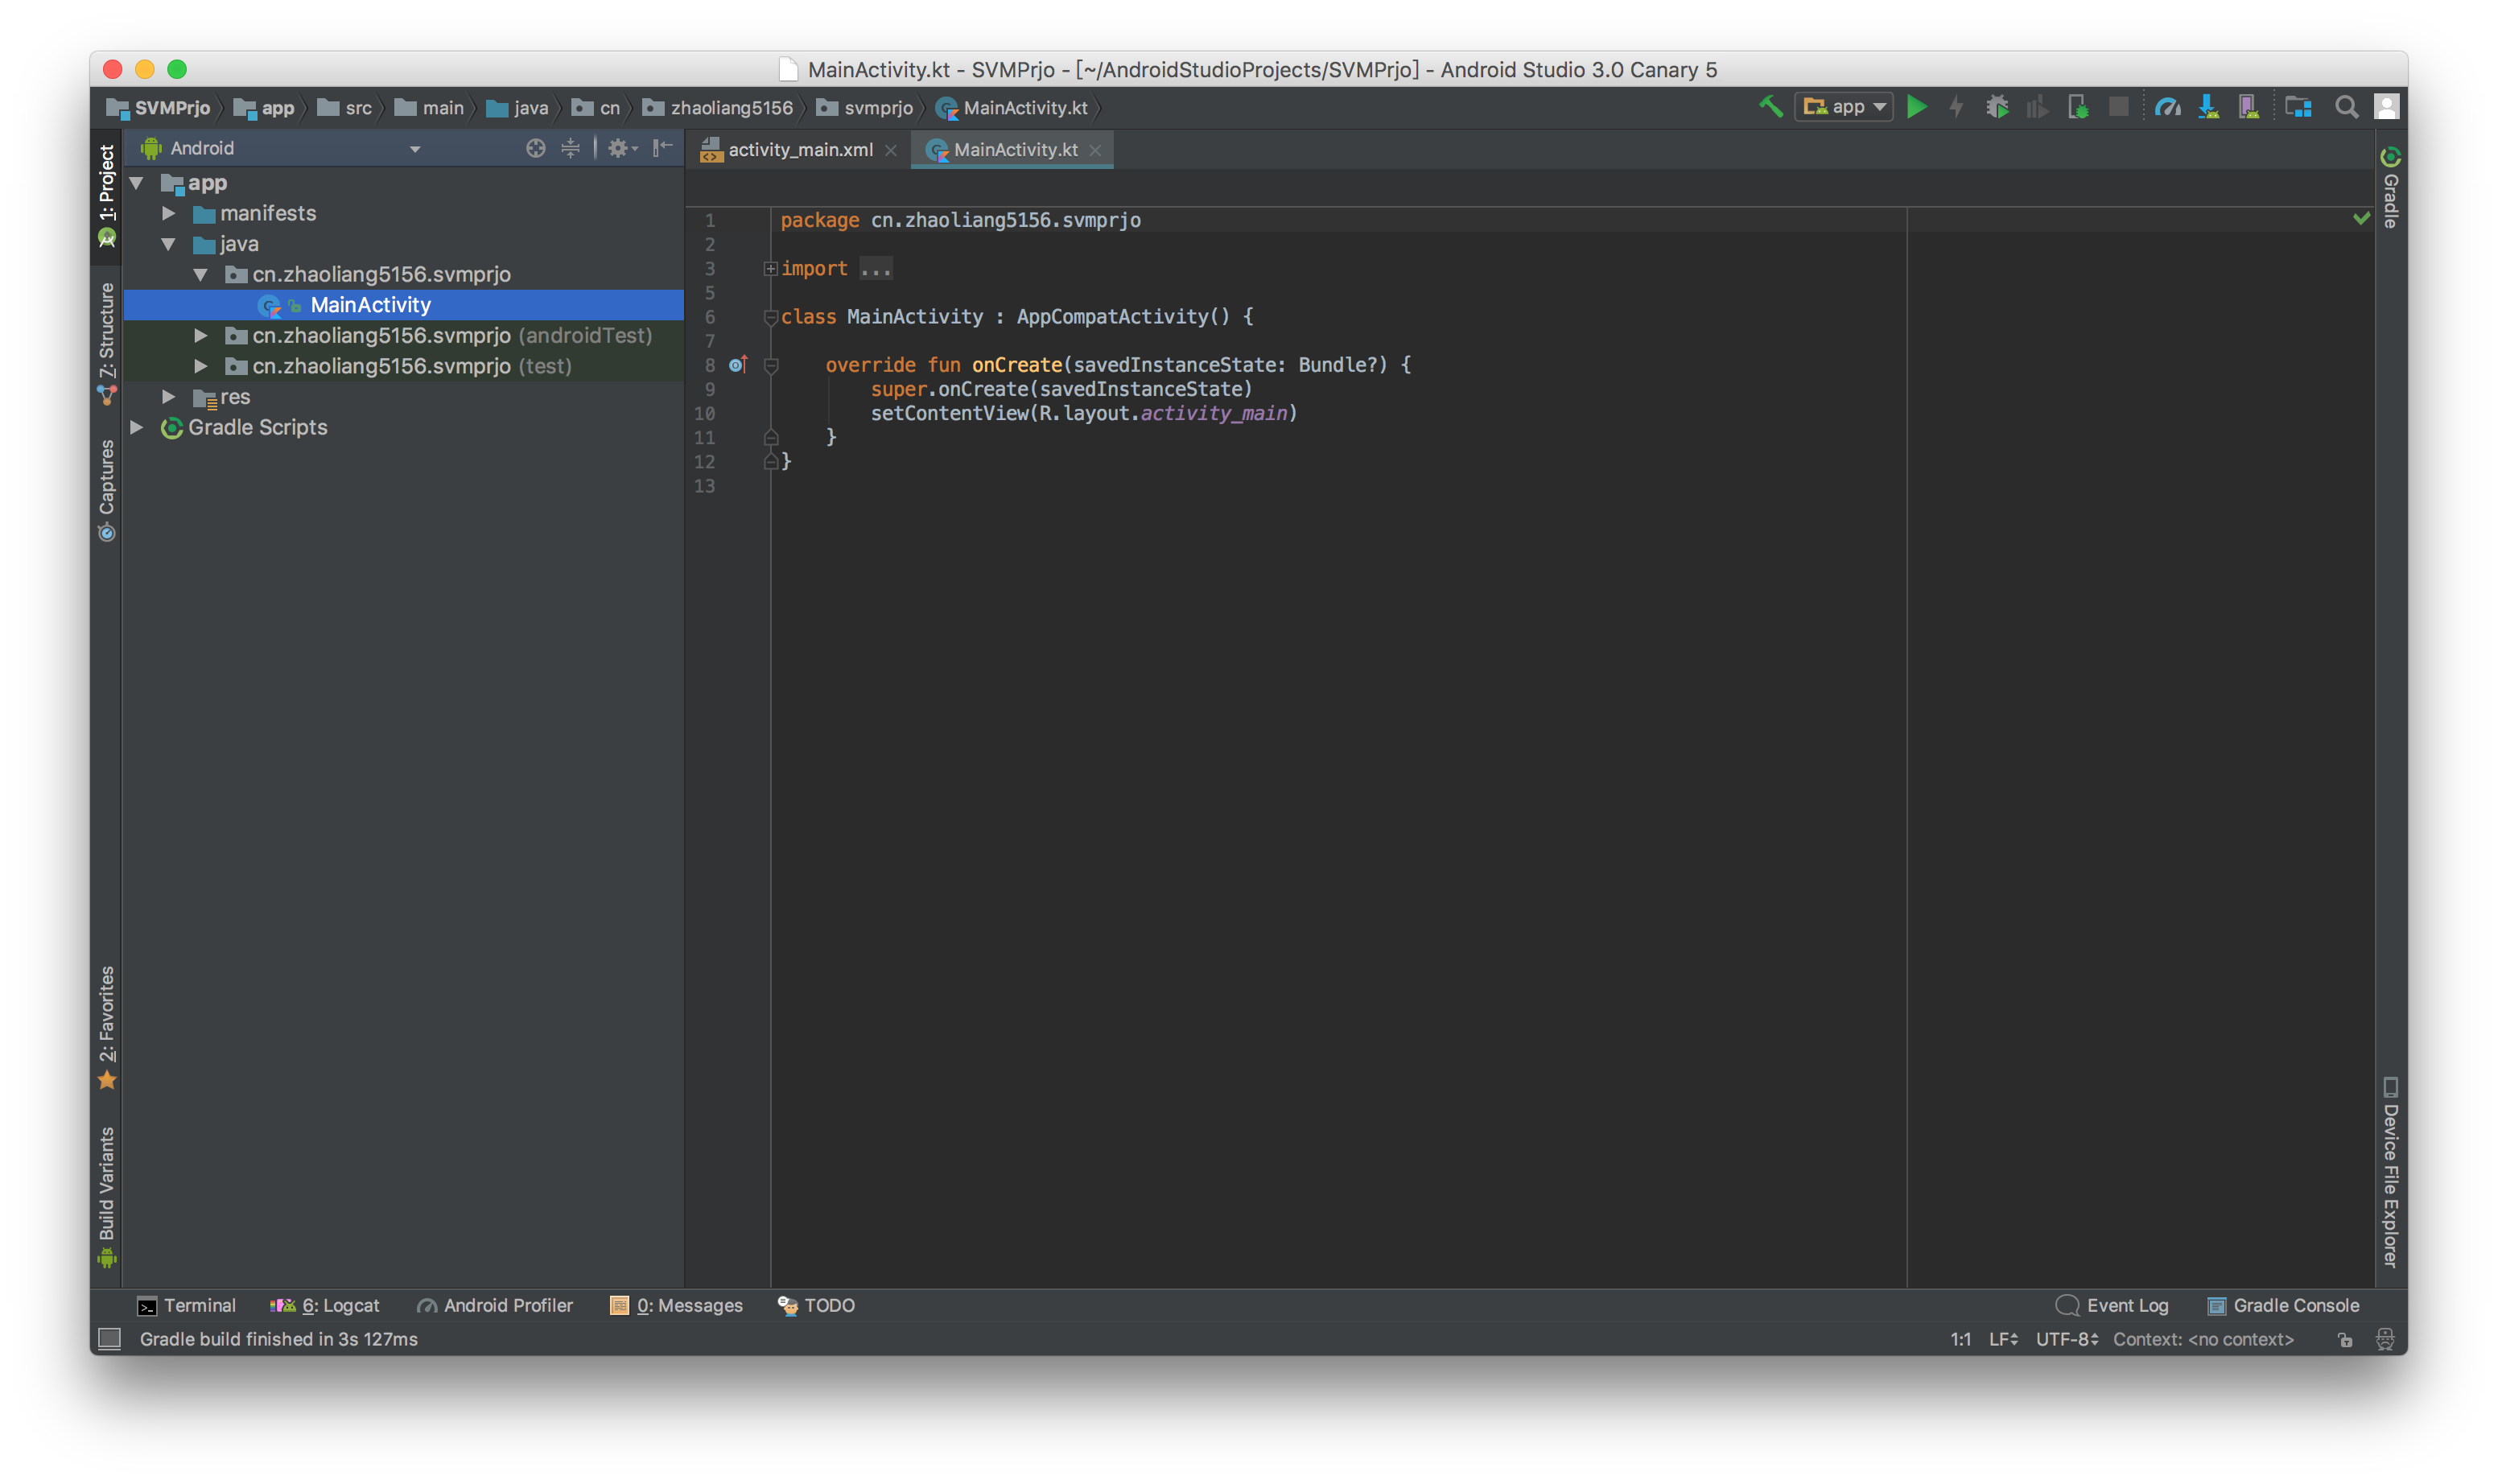 MainActivity.kt - SVMPrjo - [~/AndroidStudioProjects/SVMPrjo] - Android Studio 3.0 Canary 5
SVMPrjo app src main java cn zhaoliang5156 svmprjo MainActivity.kt
app
1: Project
7: Structure
Captures
2: Favorites
Build Variants
Android
app
manifests
java
cn.zhaoliang5156.svmprjo
MainActivity
cn.zhaoliang5156.svmprjo (androidTest)
cn.zhaoliang5156.svmprjo (test)
res
Gradle Scripts
activity_main.xml
MainActivity.kt
1 package cn.zhaoliang5156.svmprjo
2
3 import ...
5
6 class MainActivity : AppCompatActivity() {
7
8 override fun onCreate(savedInstanceState: Bundle?) {
9 super.onCreate(savedInstanceState)
10 setContentView(R.layout.activity_main)
11 }
12 }
13
Gradle
Device File Explorer
Terminal 6: Logcat Android Profiler 0: Messages TODO Event Log Gradle Console
Gradle build finished in 3s 127ms 1:1 LF UTF-8 Context: <no context>